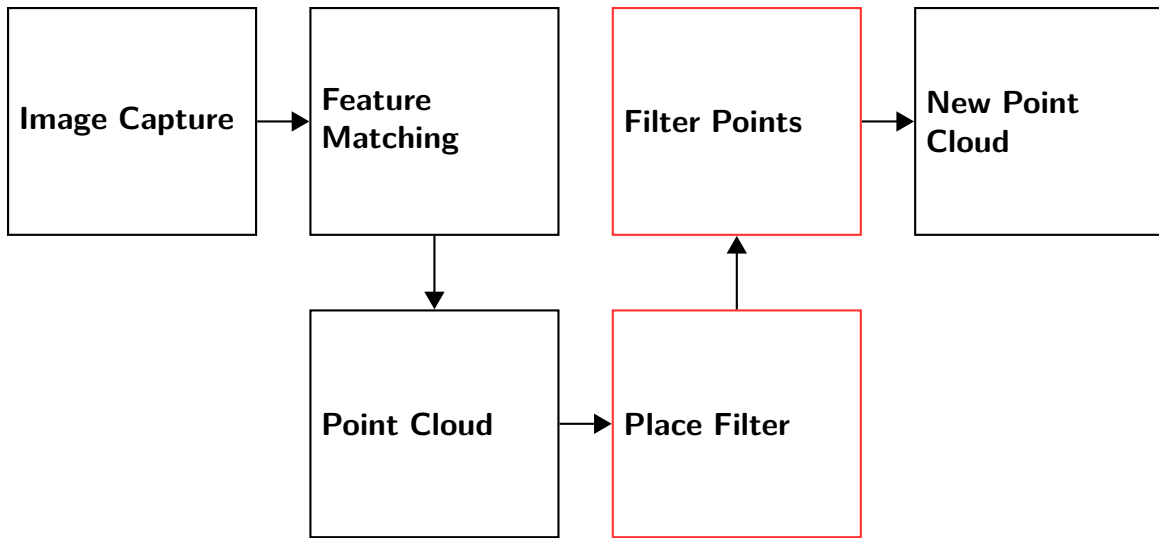 Image Capture
Feature
Matching
Filter Points
New Point
Cloud
Point Cloud
Place Filter